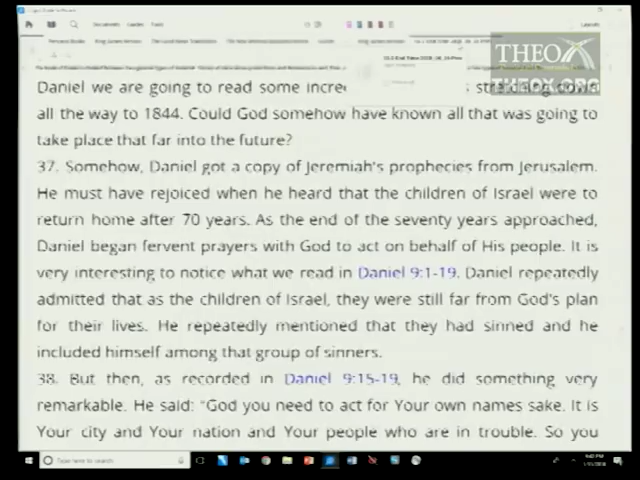 Documents Guides Tools
Layouts
THEO
THEOX.ORG
Daniel we are going to read some incre
all the way to 1844. Could God somehow have known all that was going to
take place that far into the future?
37. Somehow, Daniel got a copy of Jeremiah's prophecies from Jerusalem.
He must have rejoiced when he heard that the children of Israel were to
return home after 70 years. As the end of the seventy years approached,
Daniel began fervent prayers with God to act on behalf of His people. It is
very interesting to notice what we read in Daniel 9:1-19. Daniel repeatedly
admitted that as the children of Israel, they were still far from God's plan
for their lives. He repeatedly mentioned that they had sinned and he
included himself among that group of sinners.
38. But then, as recorded in Daniel 9:15-19, he did something very
remarkable. He said: “God you need to act for Your own names sake. It is
Your city and Your nation and Your people who are in trouble. So you
Type here to search